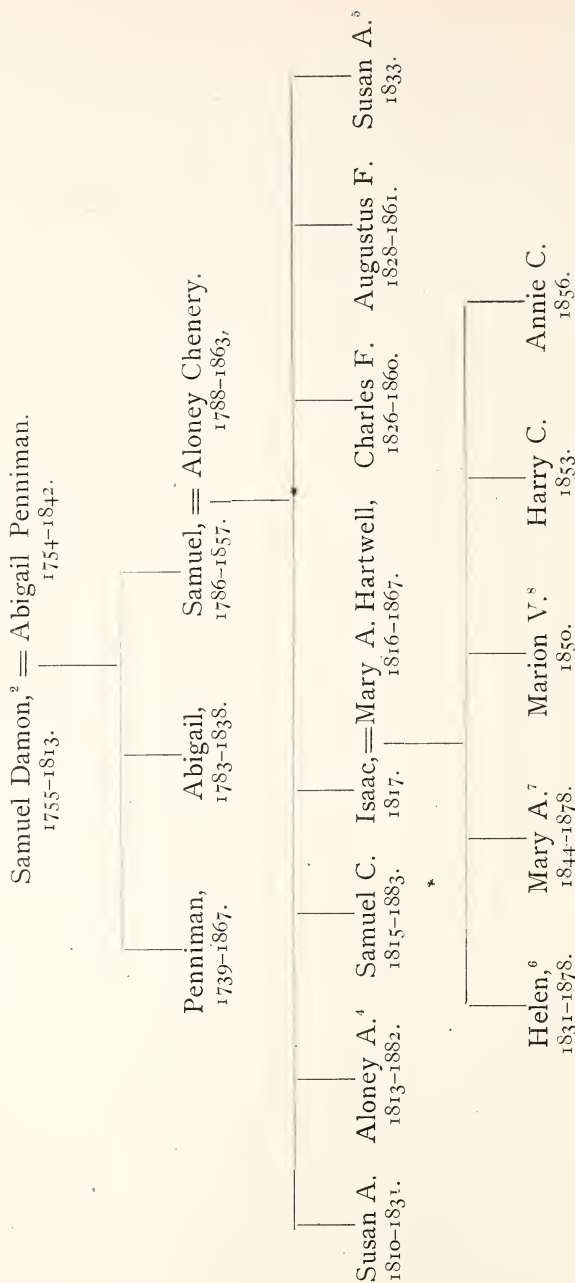 Samuel Damon,² = Abigail Penniman.
1755–1813. 1754–1842.
Penniman, Abigail, Samuel, = Aloney Chenery.
1739–1867. 1783–1838. 1786–1857. 1788–1863,
Susan A. Aloney A.⁴ Samuel C. Isaac,=Mary A. Hartwell, Charles F. Augustus F. Susan A.⁵
1810–1831. 1813–1882. 1815–1883. 1817. 1816–1867. 1826–1860. 1828–1861. 1833.
Helen,⁶ Mary A.⁷ Marion V.⁸ Harry C. Annie C.
1831–1878. 1844–1878. 1850. 1853. 1856.